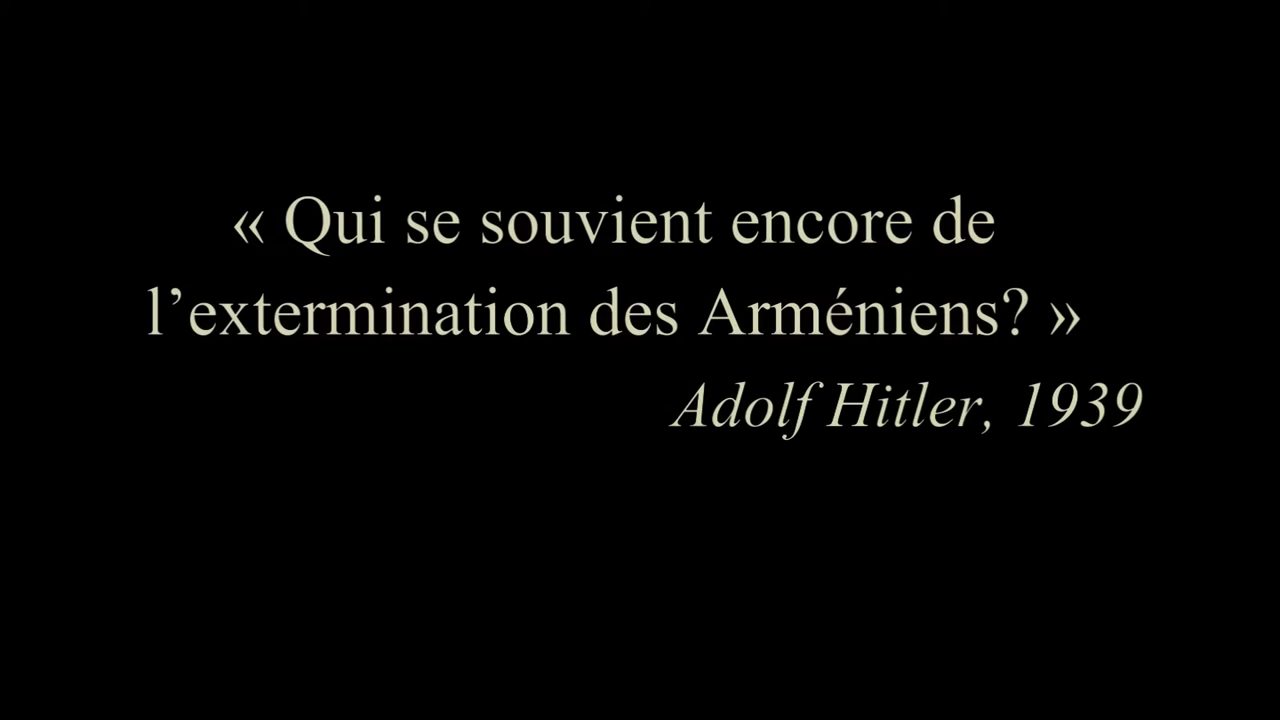 « Qui se souvient encore de
l’extermination des Arméniens? »
Adolf Hitler, 1939